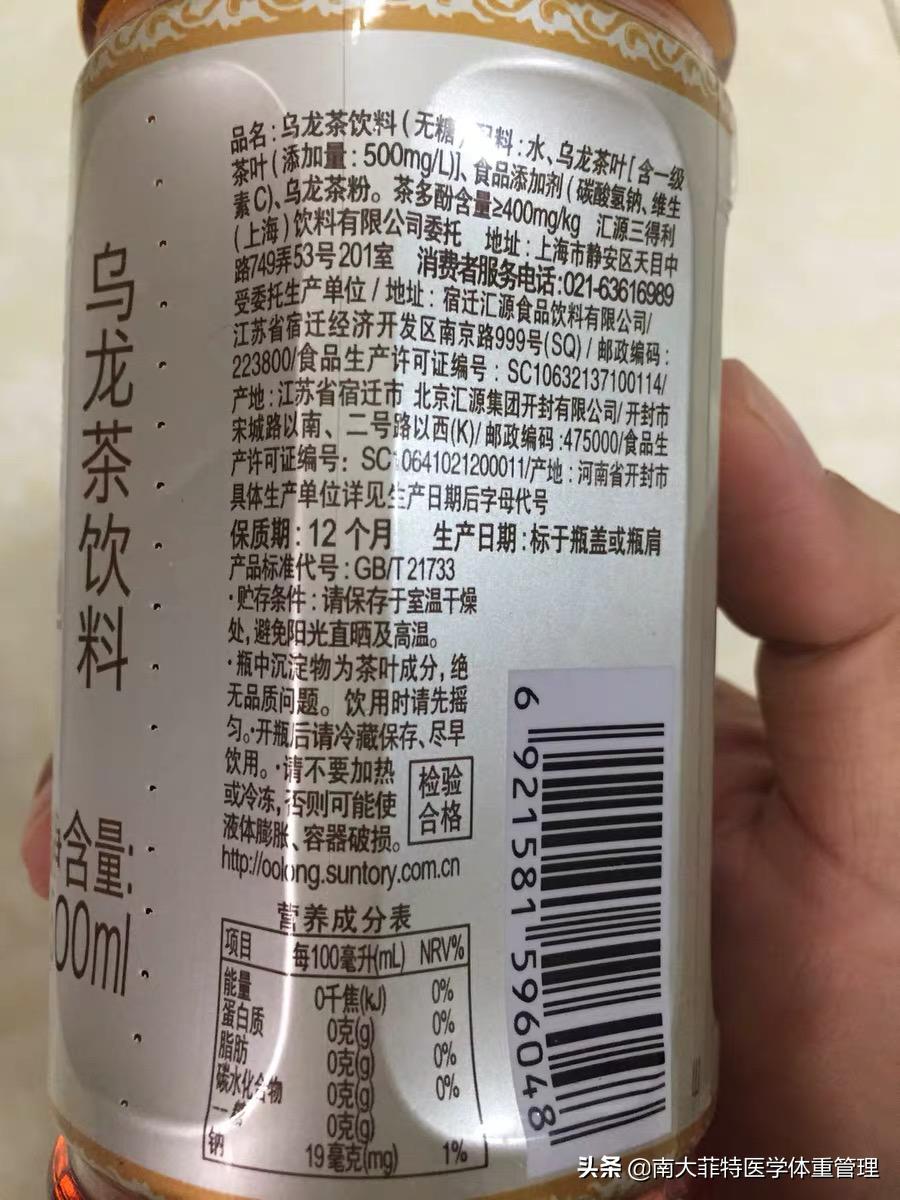 乌龙茶饮料
含量:
00ml
品名:乌龙茶饮料(无糖) 料:水、乌龙茶叶[含一级
茶叶(添加量:500mg/L)]、食品添加剂(碳酸氢钠、维生
素C)、乌龙茶粉。茶多酚含量≥400mg/kg 汇源三得利
(上海)饮料有限公司委托 地址:上海市静安区天目中
路749弄53号201室 消费者服务电话:021-63616989
受委托生产单位/地址:宿迁汇源食品饮料有限公司/
江苏省宿迁经济开发区南京路999号(SQ)/邮政编码:
223800/食品生产许可证编号:SC10632137100114/
产地:江苏省宿迁市 北京汇源集团开封有限公司/开封市
宋城路以南、二号路以西(K)/邮政编码:475000/食品生
产许可证编号:SC10641021200011/产地:河南省开封市
具体生产单位详见生产日期后字母代号
保质期:12个月 生产日期:标于瓶盖或瓶肩
产品标准代号:GB/T 21733
·贮存条件:请保存于室温干燥
处,避免阳光直晒及高温。
·瓶中沉淀物为茶叶成分,绝
无品质问题。饮用时请先摇
匀。·开瓶后请冷藏保存、尽早
饮用。·请不要加热
或冷冻,否则可能使
液体膨胀、容器破损。
检验
合格
http://oolong.suntory.com.cn
营养成分表
项目 每100毫升(mL) NRV%
能量 0千焦(kJ) 0%
蛋白质 0克(g) 0%
脂肪 0克(g) 0%
碳水化合物 0克(g) 0%
—糖 0克(g)
钠 19毫克(mg) 1%
6 921581 596048
头条 @南大菲特医学体重管理